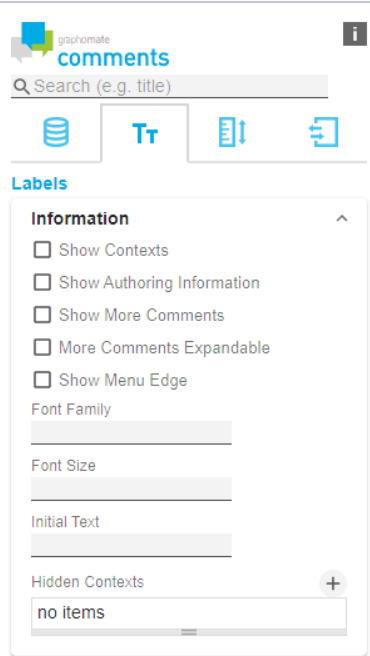 graphomate
comments
i
Search (e.g. title)
TT
Labels
Information
Show Contexts
Show Authoring Information
Show More Comments
More Comments Expandable
Show Menu Edge
Font Family
Font Size
Initial Text
Hidden Contexts
+
no items